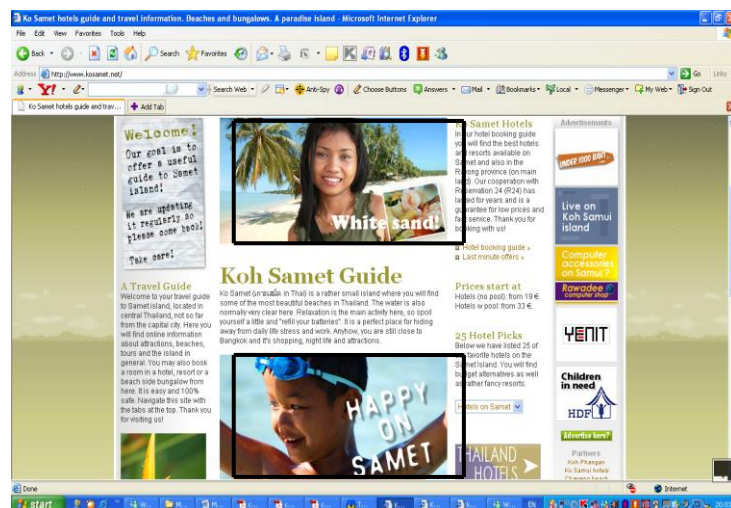 Ko Samet hotels guide and travel information. Beaches and bungalows. A paradise island - Microsoft Internet Explorer
File Edit View Favorites Tools Help
Back Search Favorites
Address http://www.kosamet.net/ Go Links
Search Web Anti-Spy Choose Buttons Answers Mail Bookmarks Local Messenger My Web Sign Out
Ko Samet hotels guide and trav... Add Tab
Welcome!
Our goal is to
offer a useful
guide to Samet
island!
We are updating
it regularly so
please come back!
Take care!
A Travel Guide
Welcome to your travel guide
to Samet island, located in
central Thailand, not so far
from the capital city. Here you
will find online information
about attractions, beaches,
tours and the island in
general. You may also book
a room in a hotel, resort or a
beach side bungalow from
here. It is easy and 100%
safe. Navigate this site with
the tabs at the top. Thank you
for visiting us!
White sand!
Koh Samet Guide
Ko Samet (เกาะเสม็ด in Thai) is a rather small island where you will find
some of the most beautiful beaches in Thailand. The water is also
normally very clear here. Relaxation is the main activity here, so spoil
yourself a little and "refill your batteries". It is a perfect place for hiding
away from daily life stress and work. Anyhow, you are still close to
Bangkok and it's shopping, night life and attractions.
HAPPY
ON
SAMET
Samet Hotels
In our hotel booking guide
you will find the best hotels
and resorts available on
Samet and also in the
Rayong province (on main
land). Our cooperation with
Reservation 24 (R24) has
lasted for years and is a
guarantee for low prices and
fast service. Thank you for
booking with us!
Hotel booking guide »
Last minute offers »
Prices start at
Hotels (no pool): from 19 €
Hotels w pool: from 33 €.
25 Hotel Picks
Below we have listed 25 of
our favorite hotels on the
Samet island. You will find
budget alternatives as well
as rather fancy resorts.
Hotels on Samet
THAILAND
HOTELS
Advertisements
UNDER 1000 BAHT
Live on
Koh Samui
island
Computer
accessories
on Samui ?
Rawadee
computer shop
YENIT
Children
in need
HDF
Advertise here?
Partners
Koh Phangan
Ko Samui hotels
Chaweng beach
Done Internet
start EN